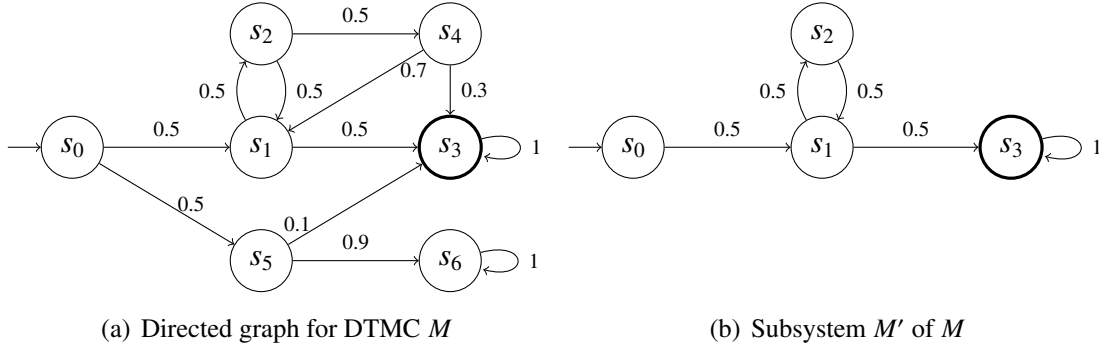 0.5
s2 s4 s2
0.7
0.5 0.5 0.3 0.5 0.5
0.5 0.5 0.5 0.5
s0 s1 s3 1 s0 s1 s3 1
0.5
0.1
0.9
s5 s6 1
(a) Directed graph for DTMC M (b) Subsystem M′ of M